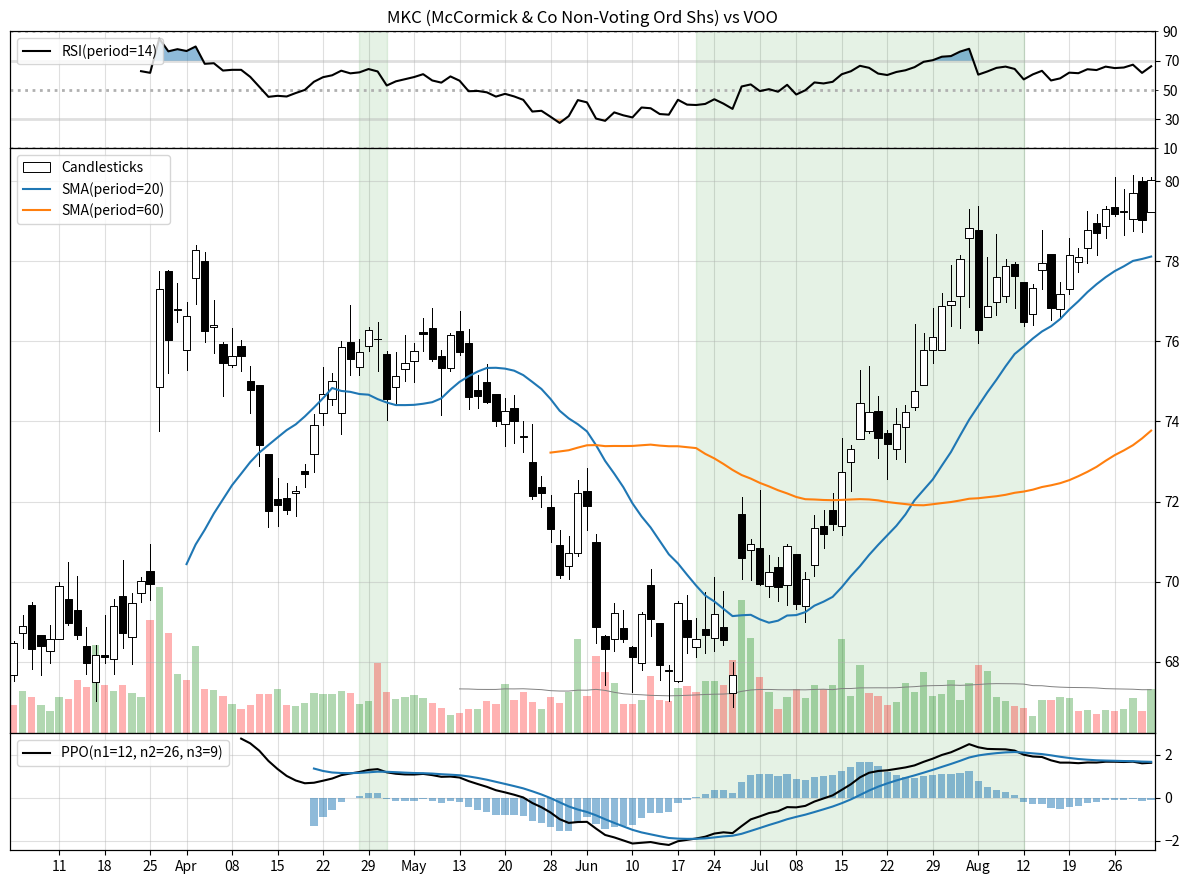 MKC (McCormick & Co Non-Voting Ord Shs) vs VOO
RSI(period=14)
90
70
50
30
10
Candlesticks
SMA(period=20)
SMA(period=60)
80
78
76
74
72
70
68
PPO(n1=12, n2=26, n3=9)
2
0
−2
11 18 25 Apr 08 15 22 29 May 13 20 28 Jun 10 17 24 Jul 08 15 22 29 Aug 12 19 26